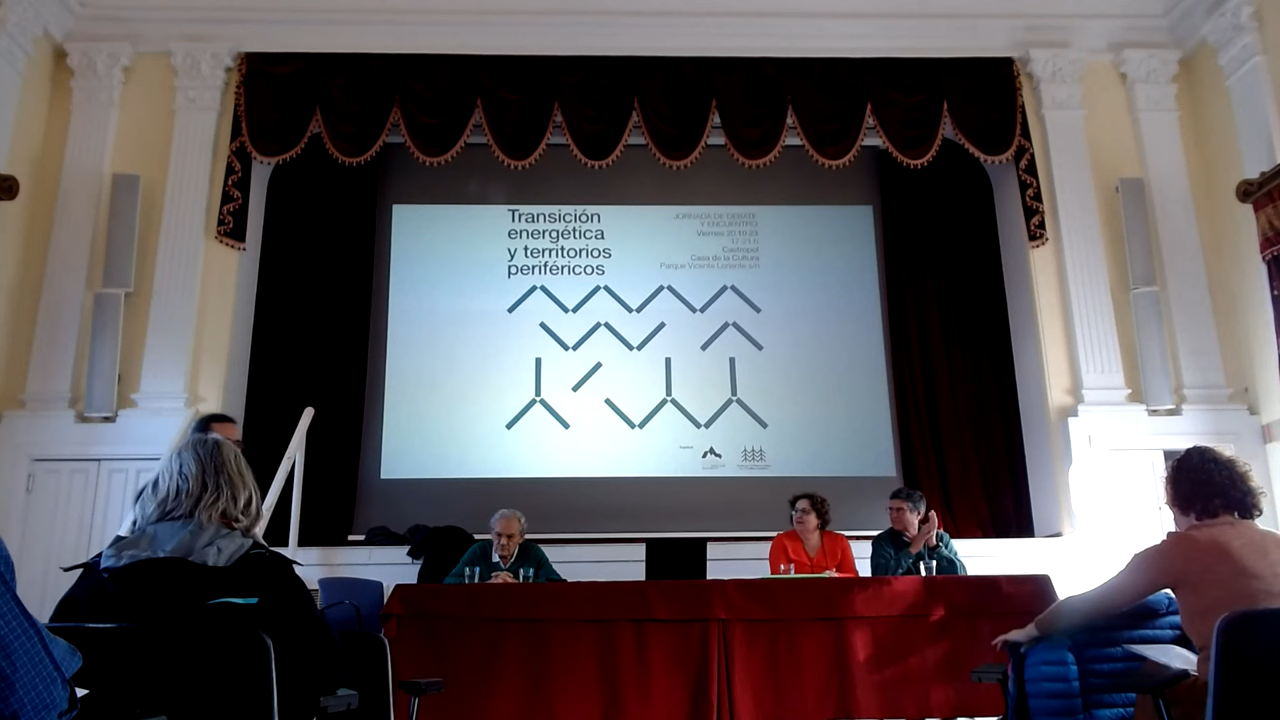 Transición
energética
y territorios
periféricos
JORNADA DE DEBATE
Y ENCUENTRO
Viernes 20.10.23
17-21 h
Castropol
Casa de la Cultura
Parque Vicente Loriente s/n